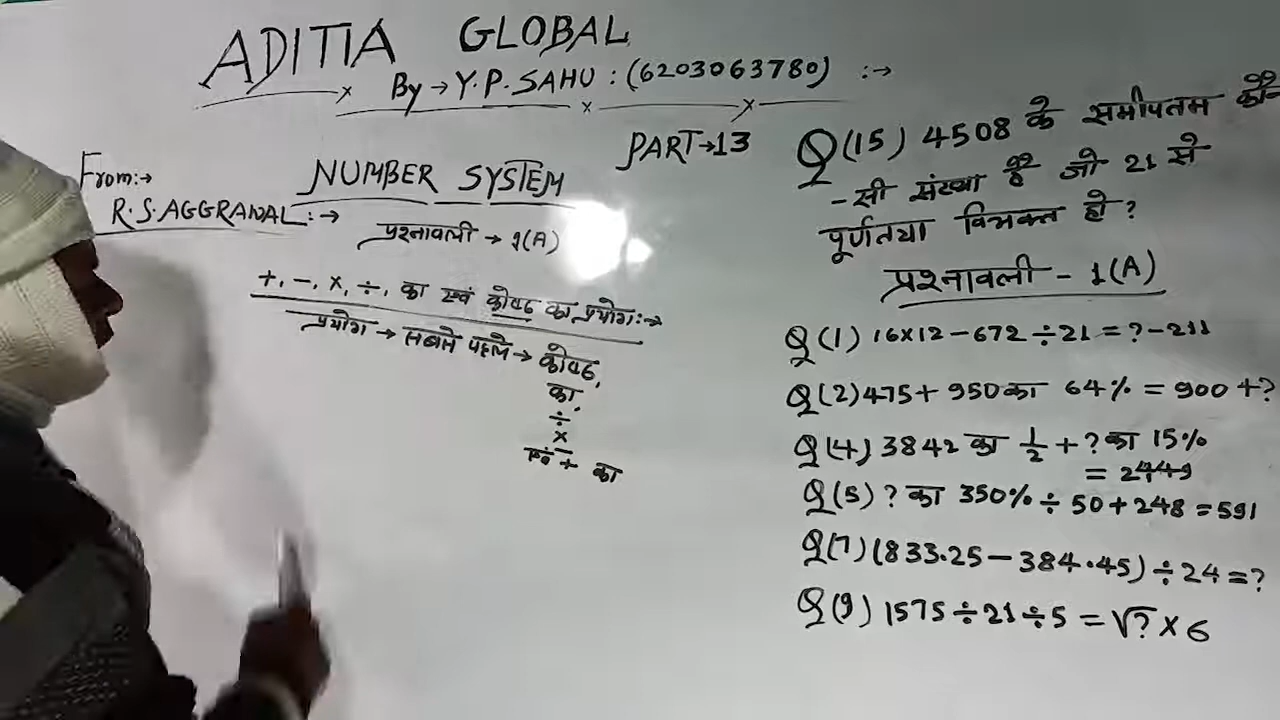 ADITIA GLOBAL
By → Y.P. SAHU : (6203063780) :→
PART→13
From:→
R.S. AGGRAWAL:→
NUMBER SYSTEM
प्रश्नावली → 1(A)
+, -, ×, ÷, का एवं कोष्ठ का प्रयोग:→
प्रयोग → सबसे पहले → कोष्ठ,
का,
÷
×
एवं + का
Q(15) 4508 के समीपतम कौन
-सी संख्या है जो 21 से
पूर्णतया विभक्त हो?
प्रश्नावली - 1(A)
Q(1) 16×12-672÷21=?-211
Q(2) 475+950 का 64% = 900+?
Q(4) 3842 का 1/2 + ? का 15%
= 2449
Q(5) ? का 350% ÷ 50+248=591
Q(7) (833.25-384.45)÷24=?
Q(9) 1575÷21÷5=√?×6